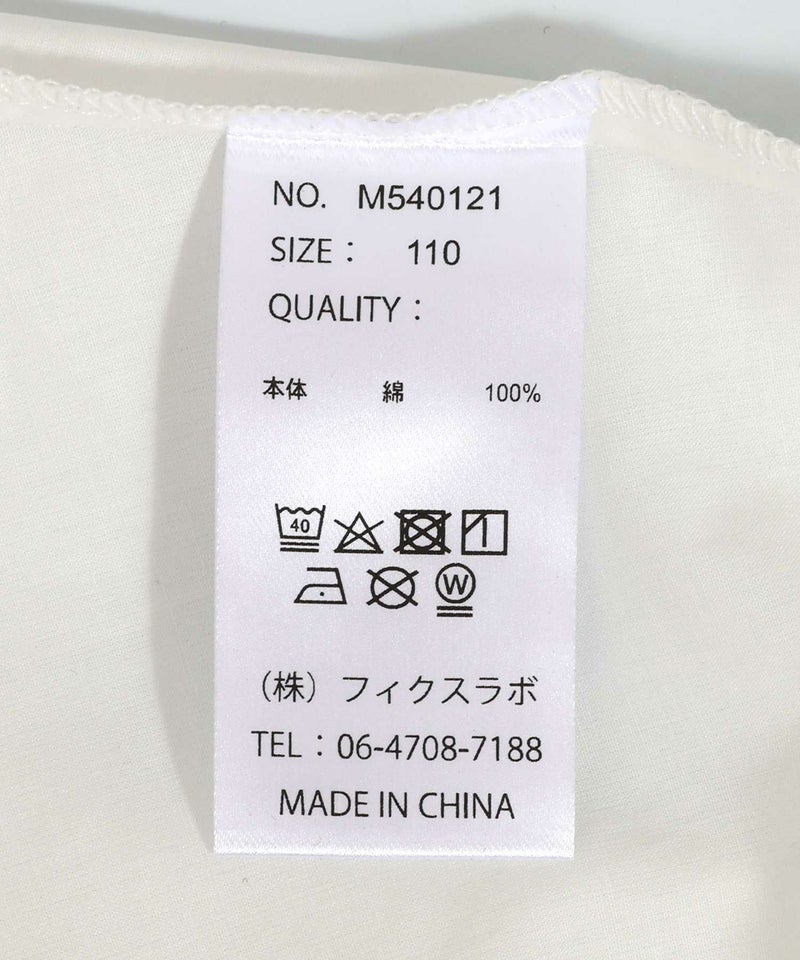 NO. M540121
SIZE： 110
QUALITY：
本体 綿 100%
40
W
（株）フィクスラボ
TEL：06-4708-7188
MADE IN CHINA